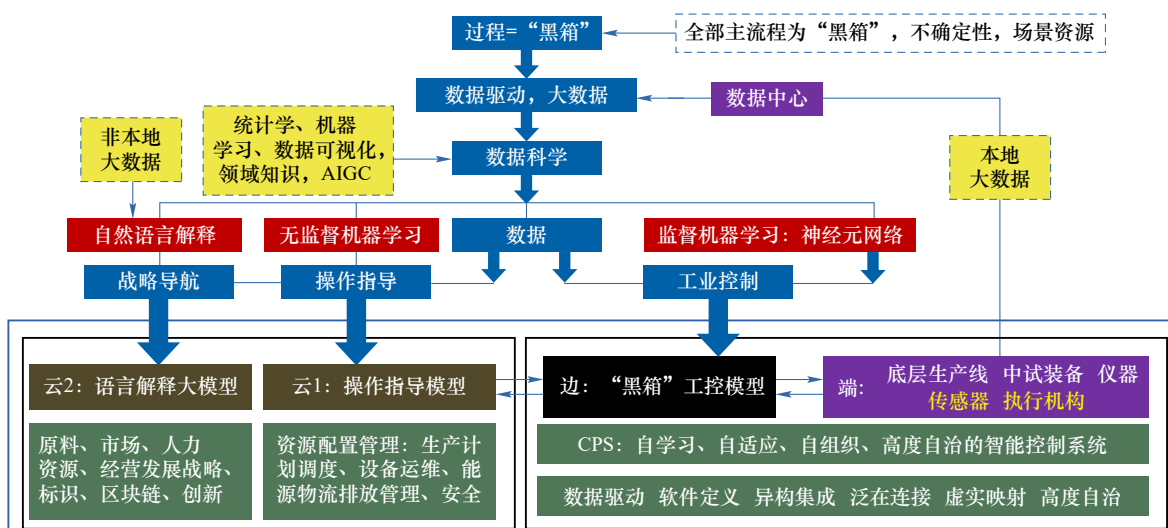 过程=“黑箱”
全部主流程为“黑箱”，不确定性，场景资源
数据驱动，大数据
数据中心
非本地
大数据
统计学、机器
学习、数据可视化，
领域知识，AIGC
数据科学
本地
大数据
自然语言解释
无监督机器学习
数据
监督机器学习：神经元网络
战略导航
操作指导
工业控制
云2：语言解释大模型
云1：操作指导模型
边：“黑箱”工控模型
端：
底层生产线 中试装备 仪器
传感器 执行机构
原料、市场、人力
资源、经营发展战略、
标识、区块链、创新
资源配置管理：生产计
划调度、设备运维、能
源物流排放管理、安全
CPS：自学习、自适应、自组织、高度自治的智能控制系统
数据驱动 软件定义 异构集成 泛在连接 虚实映射 高度自治